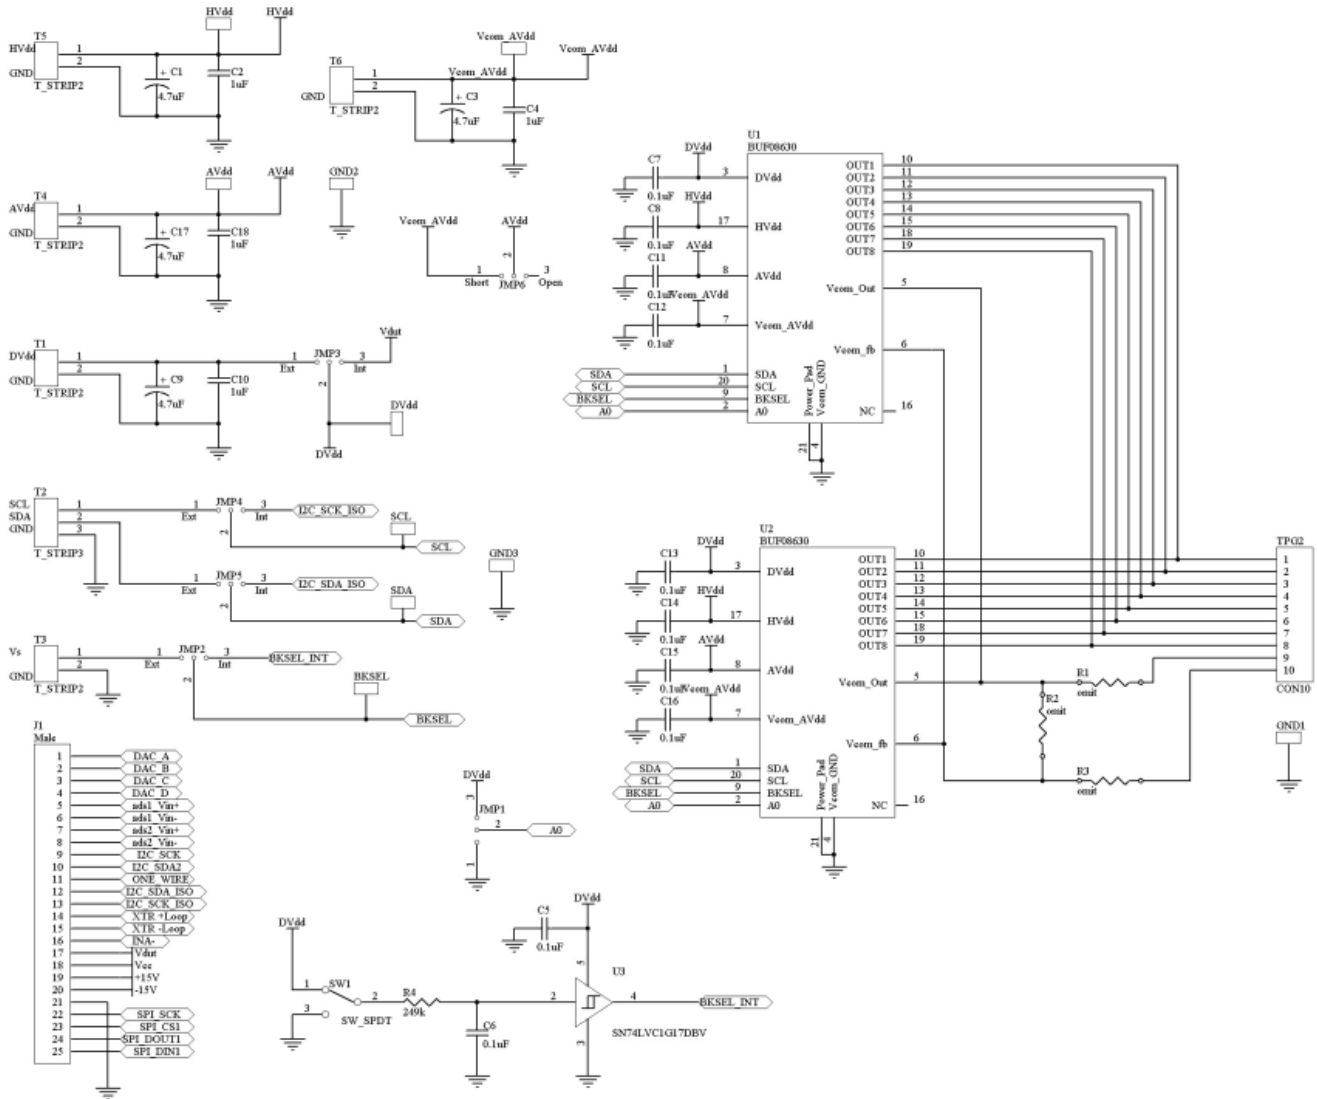 T5
HVdd
GND
T_STRIP2
1
2
+ C1
4.7uF
C2
1uF
HVdd
HVdd
T6
GND
T_STRIP2
1
2
Vcom_AVdd
+ C3
4.7uF
C4
1uF
Vcom_AVdd
Vcom_AVdd
T4
AVdd
GND
T_STRIP2
1
2
+ C17
4.7uF
C18
1uF
AVdd
AVdd
GND2
Vcom_AVdd
AVdd
1
2
3
Short
JMP6
Open
T1
DVdd
GND
T_STRIP2
1
2
+ C9
4.7uF
C10
1uF
1
Ext
JMP3
3
Int
2
Vdut
DVdd
DVdd
T2
SCL
SDA
GND
T_STRIP3
1
2
3
1
Ext
JMP4
3
Int
2
I2C_SCK_ISO
SCL
SCL
1
Ext
JMP5
3
Int
2
I2C_SDA_ISO
SDA
SDA
GND3
T3
Vs
GND
T_STRIP2
1
2
1
Ext
JMP2
3
Int
2
BKSEL_INT
BKSEL
BKSEL
J1
Male
1 DAC_A
2 DAC_B
3 DAC_C
4 DAC_D
5 ads1_Vin+
6 ads1_Vin-
7 ads2_Vin+
8 ads2_Vin-
9 I2C_SCK
10 I2C_SDA2
11 ONE_WIRE
12 I2C_SDA_ISO
13 I2C_SCK_ISO
14 XTR +Loop
15 XTR -Loop
16 INA-
17 Vdut
18 Vcc
19 +15V
20 -15V
21
22 SPI_SCK
23 SPI_CS1
24 SPI_DOUT1
25 SPI_DIN1
DVdd
3
JMP1
2
A0
1
DVdd
1
SW1
2
3
SW_SPDT
R4
249k
C6
0.1uF
C5
0.1uF
DVdd
5
2
U3
4
3
SN74LVC1G17DBV
BKSEL_INT
U1
BUF08630
DVdd
C7
0.1uF
3
DVdd
HVdd
C8
0.1uF
17
HVdd
AVdd
C11
0.1uF
8
AVdd
Vcom_AVdd
C12
0.1uF
7
Vcom_AVdd
SDA 1 SDA
SCL 20 SCL
BKSEL 9 BKSEL
A0 2 A0
Power_Pad
Vcom_GND
21
4
OUT1 10
OUT2 11
OUT3 12
OUT4 13
OUT5 14
OUT6 15
OUT7 18
OUT8 19
Vcom_Out 5
Vcom_fb 6
NC 16
U2
BUF08630
DVdd
C13
0.1uF
3
DVdd
HVdd
C14
0.1uF
17
HVdd
AVdd
C15
0.1uF
8
AVdd
Vcom_AVdd
C16
0.1uF
7
Vcom_AVdd
SDA 1 SDA
SCL 20 SCL
BKSEL 9 BKSEL
A0 2 A0
Power_Pad
Vcom_GND
21
4
OUT1 10
OUT2 11
OUT3 12
OUT4 13
OUT5 14
OUT6 15
OUT7 18
OUT8 19
Vcom_Out 5
Vcom_fb 6
NC 16
R1
omit
R2
omit
R3
omit
TPG2
1
2
3
4
5
6
7
8
9
10
CON10
GND1